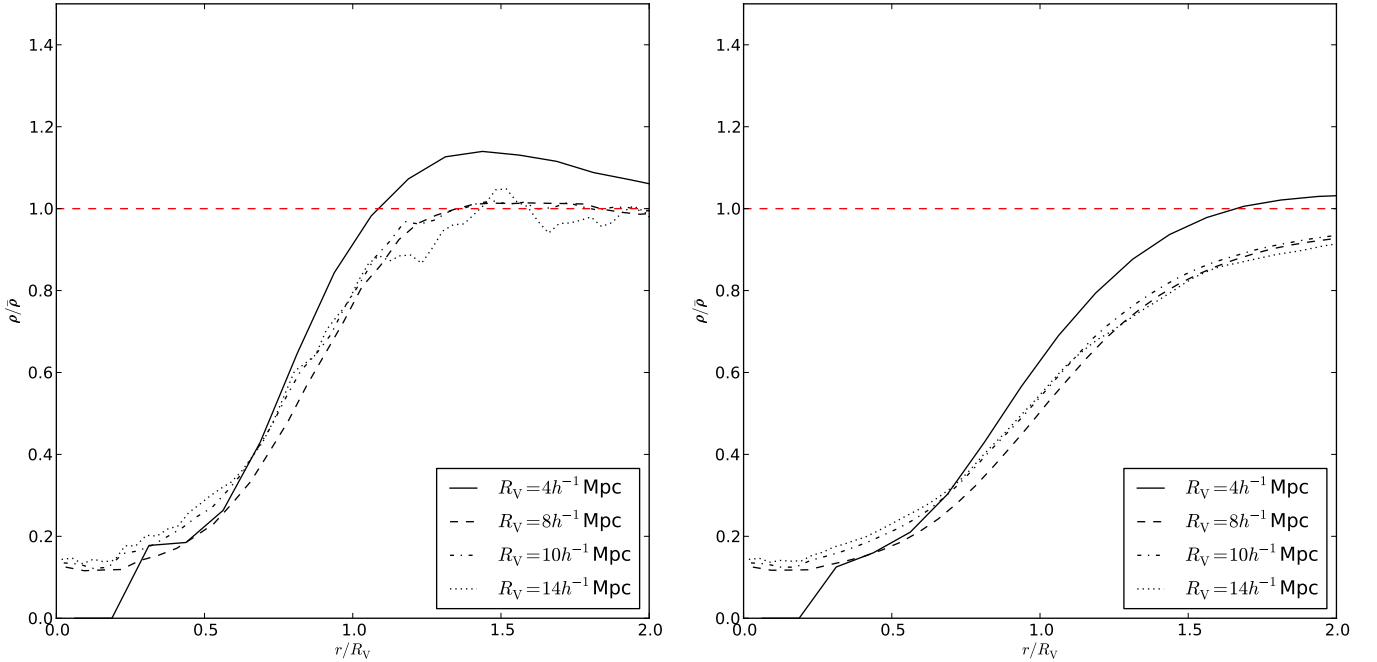 1.4
1.2
1.0
0.8
0.6
0.4
0.2
0.0
ρ/ρ̄
0.0 0.5 1.0 1.5 2.0
r/R_V
R_V = 4h⁻¹ Mpc
R_V = 8h⁻¹ Mpc
R_V = 10h⁻¹ Mpc
R_V = 14h⁻¹ Mpc
1.4
1.2
1.0
0.8
0.6
0.4
0.2
0.0
ρ/ρ̄
0.0 0.5 1.0 1.5 2.0
r/R_V
R_V = 4h⁻¹ Mpc
R_V = 8h⁻¹ Mpc
R_V = 10h⁻¹ Mpc
R_V = 14h⁻¹ Mpc